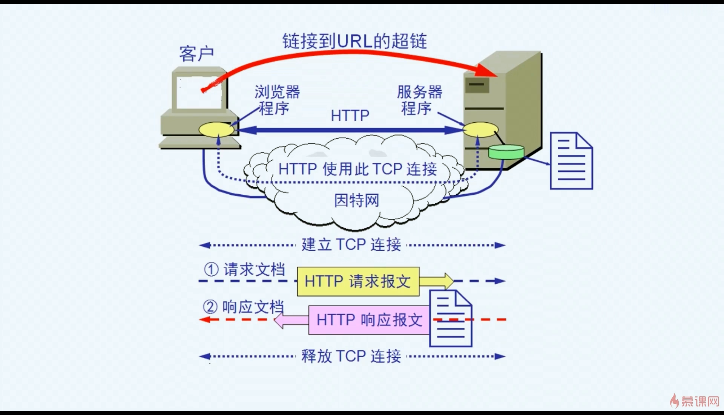 链接到URL的超链
客户
浏览器
程序
服务器
程序
HTTP
HTTP 使用此 TCP 连接
因特网
建立 TCP 连接
① 请求文档
HTTP 请求报文
② 响应文档
HTTP 响应报文
释放 TCP 连接
慕课网